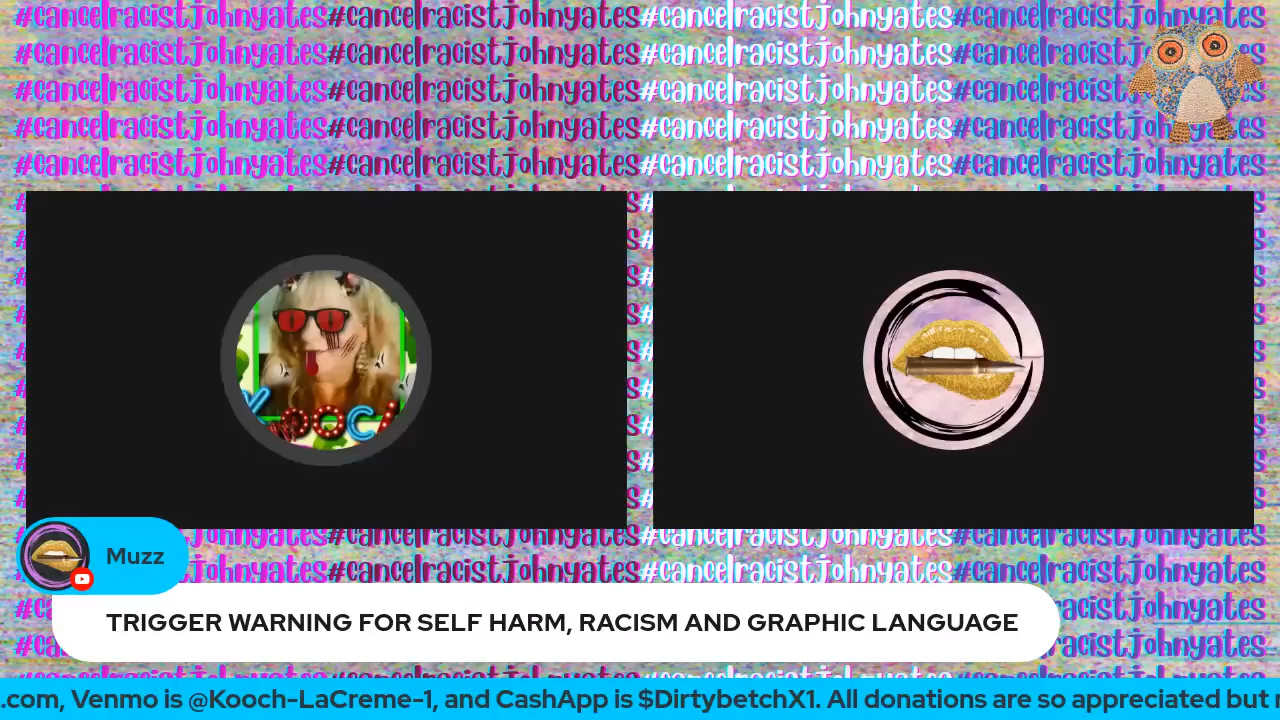 #cancelracistjohnyates#cancelracistjohnyates#cancelracistjohnyates#cancelracistjohnyates
#cancelracistjohnyates#cancelracistjohnyates#cancelracistjohnyates#cancelracistjohnyates
#cancelracistjohnyates#cancelracistjohnyates#cancelracistjohnyates#cancelracistjohnyates
#cancelracistjohnyates#cancelracistjohnyates#cancelracistjohnyates#cancelracistjohnyates
#cancelracistjohnyates#cancelracistjohnyates#cancelracistjohnyates#cancelracistjohnyates
Muzz
TRIGGER WARNING FOR SELF HARM, RACISM AND GRAPHIC LANGUAGE
.com, Venmo is @Kooch-LaCreme-1, and CashApp is $DirtybetchX1. All donations are so appreciated but